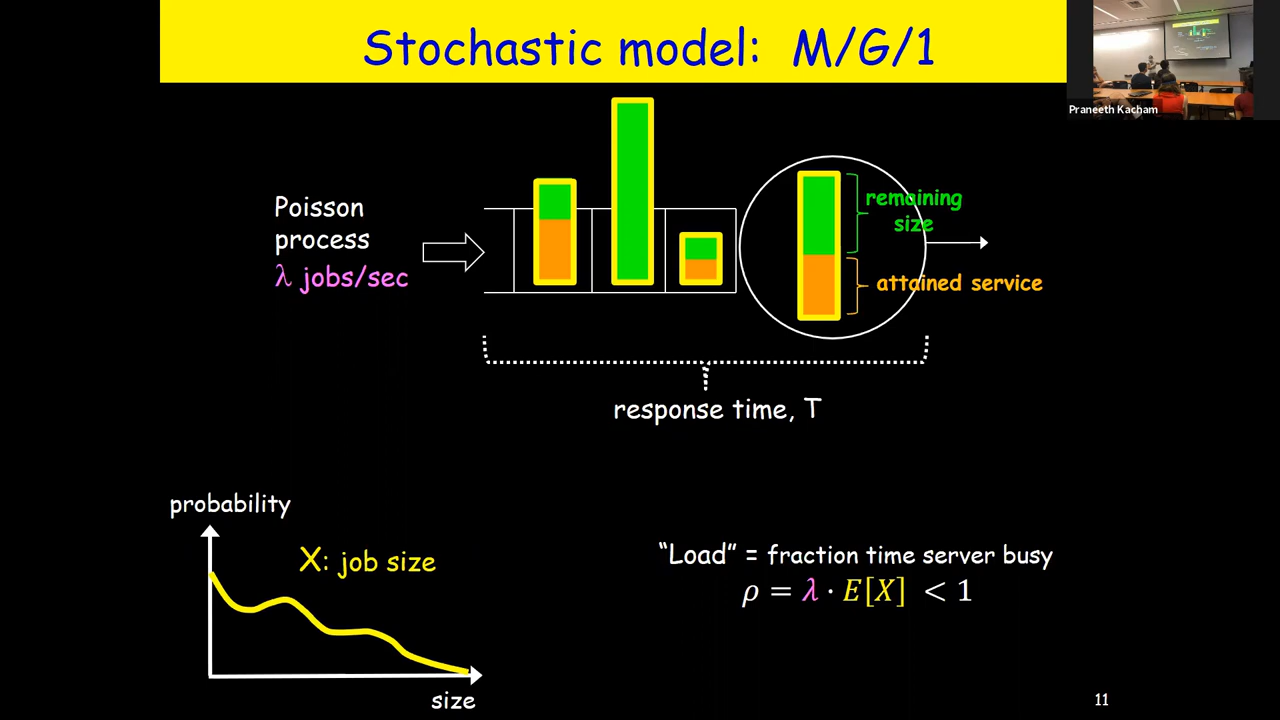 Stochastic model: M/G/1
Praneeth Kacham
Poisson
process
λ jobs/sec
remaining
size
attained service
response time, T
probability
X: job size
size
“Load” = fraction time server busy
ρ = λ · E[X] < 1
11